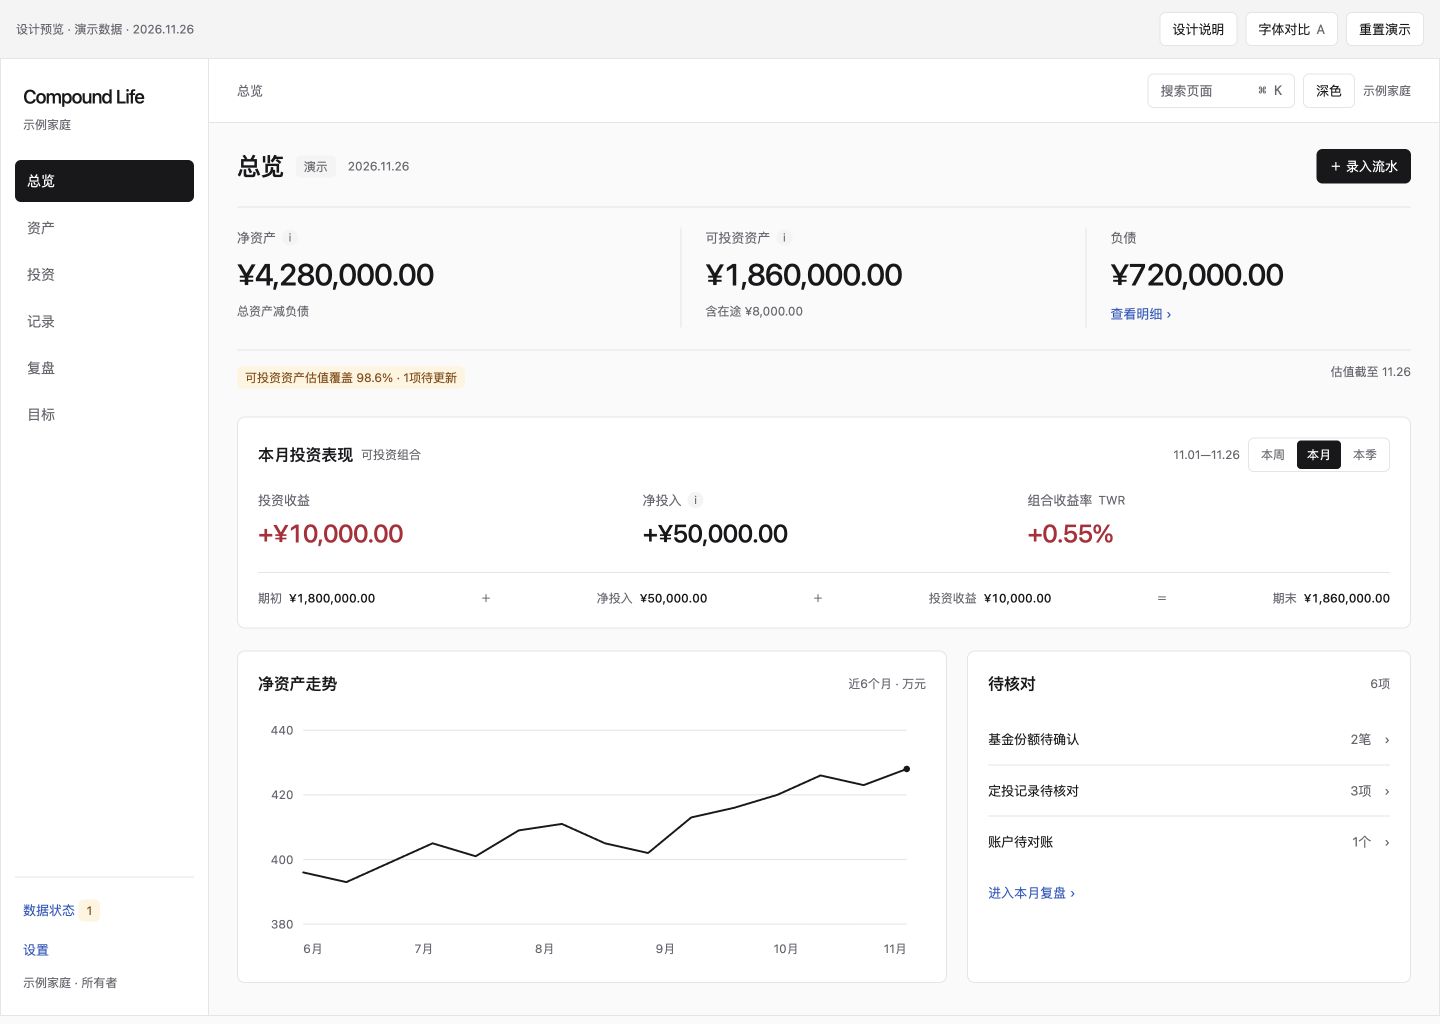 设计预览 · 演示数据 · 2026.11.26
设计说明
字体对比 A
重置演示
Compound Life
示例家庭
总览
资产
投资
记录
复盘
目标
数据状态 1
设置
示例家庭 · 所有者
总览
搜索页面 ⌘ K
深色
示例家庭
总览 演示 2026.11.26
+ 录入流水
净资产 i
¥4,280,000.00
总资产减负债
可投资资产 i
¥1,860,000.00
含在途 ¥8,000.00
负债
¥720,000.00
查看明细 ›
可投资资产估值覆盖 98.6% · 1项待更新
估值截至 11.26
本月投资表现 可投资组合
11.01—11.26 本周 本月 本季
投资收益
+¥10,000.00
净投入 i
+¥50,000.00
组合收益率 TWR
+0.55%
期初 ¥1,800,000.00 + 净投入 ¥50,000.00 + 投资收益 ¥10,000.00 = 期末 ¥1,860,000.00
净资产走势 近6个月 · 万元
440
420
400
380
6月 7月 8月 9月 10月 11月
待核对 6项
基金份额待确认 2笔 ›
定投记录待核对 3项 ›
账户待对账 1个 ›
进入本月复盘 ›